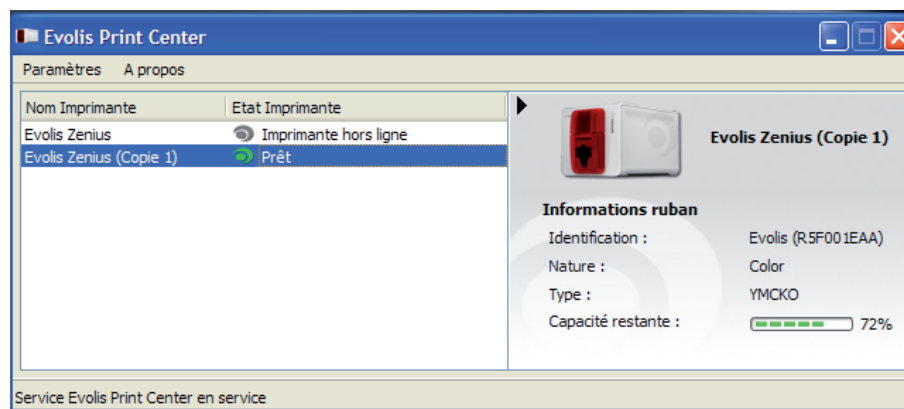 Evolis Print Center
Paramètres A propos
Nom Imprimante Etat Imprimante
Evolis Zenius Imprimante hors ligne
Evolis Zenius (Copie 1) Prêt
Evolis Zenius (Copie 1)
Informations ruban
Identification : Evolis (R5F001EAA)
Nature : Color
Type : YMCKO
Capacité restante : 72%
Service Evolis Print Center en service